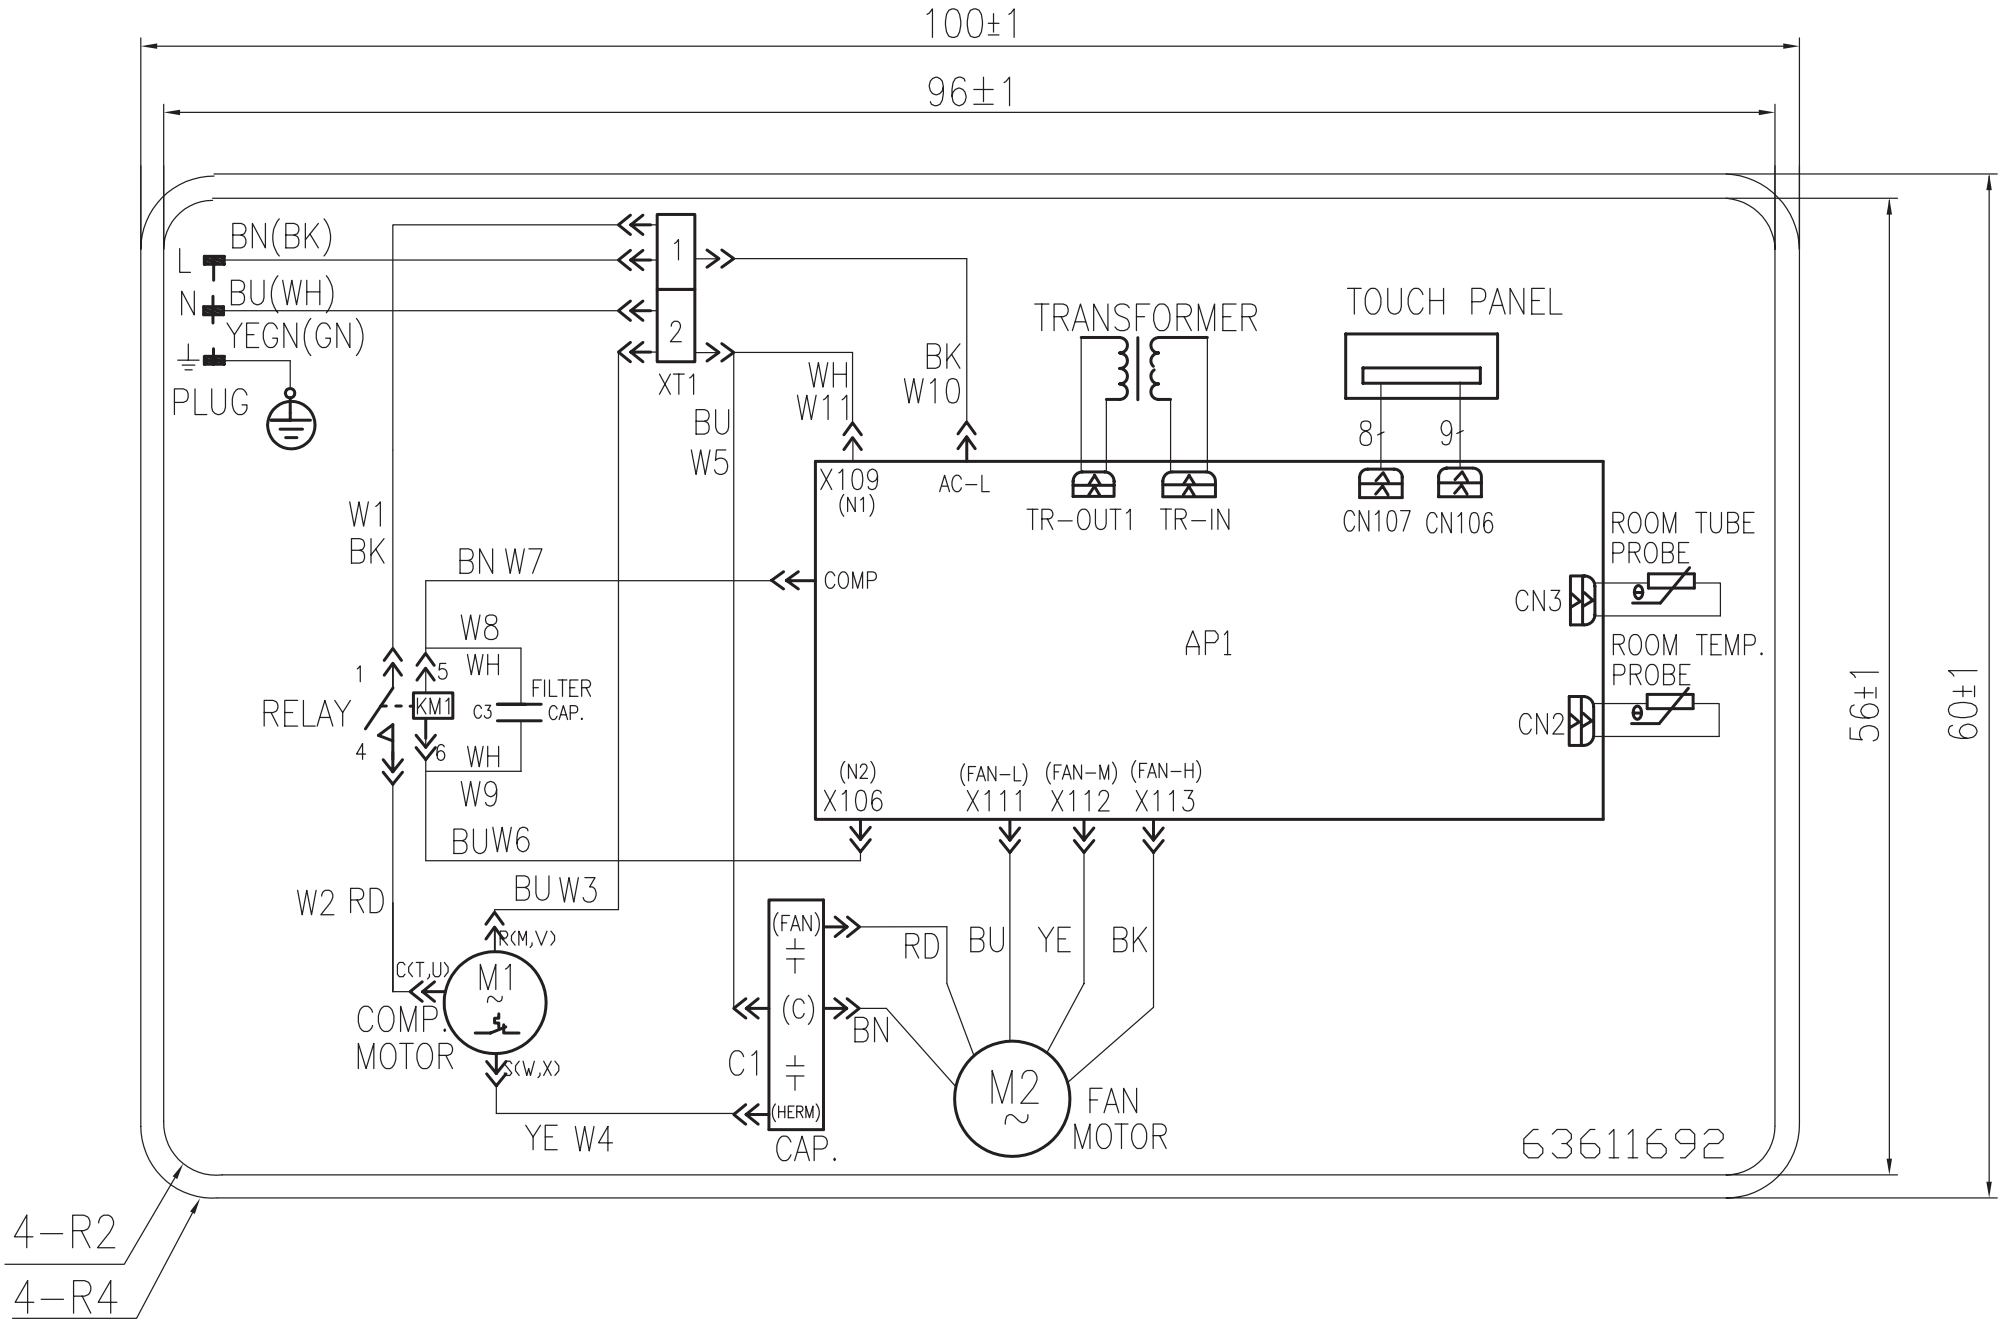 100±1
96±1
BN(BK)
L
BU(WH)
N
YEGN(GN)
PLUG
1
2
XT1
TRANSFORMER
TOUCH PANEL
WH
W11
BK
W10
BU
W5
8
9
X109
(N1)
AC-L
TR-OUT1
TR-IN
CN107
CN106
ROOM TUBE
PROBE
W1
BK
BN W7
COMP
CN3
θ
AP1
ROOM TEMP.
PROBE
CN2
θ
W8
WH
1
5
RELAY
KM1
C3
FILTER
CAP.
4
6
WH
W9
(N2)
X106
(FAN-L)
X111
(FAN-M)
X112
(FAN-H)
X113
BU W6
BU W3
W2 RD
R(M,V)
C(T,U)
M1
~
COMP.
MOTOR
S(W,X)
YE W4
(FAN)
(C)
C1
(HERM)
CAP.
RD
BU
YE
BK
BN
M2
~
FAN
MOTOR
63611692
56±1
60±1
4-R2
4-R4